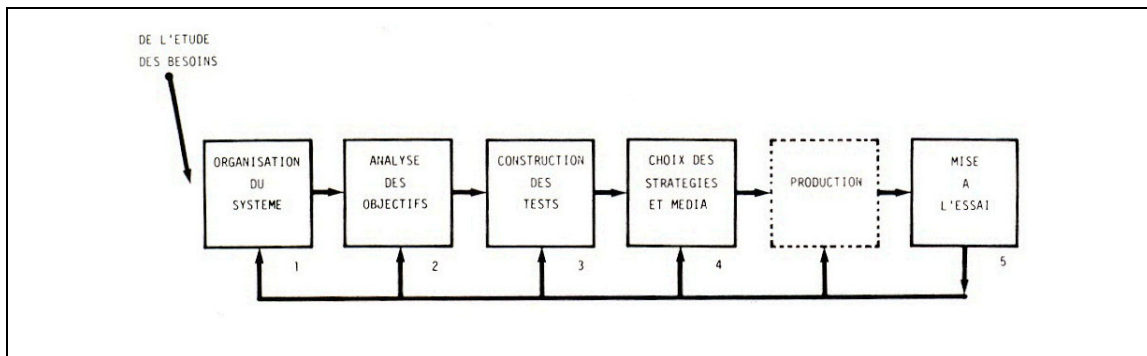 DE L'ETUDE
DES BESOINS
ORGANISATION
DU
SYSTEME
ANALYSE
DES
OBJECTIFS
CONSTRUCTION
DES
TESTS
CHOIX DES
STRATEGIES
ET MEDIA
PRODUCTION
MISE
A
L'ESSAI
1
2
3
4
5